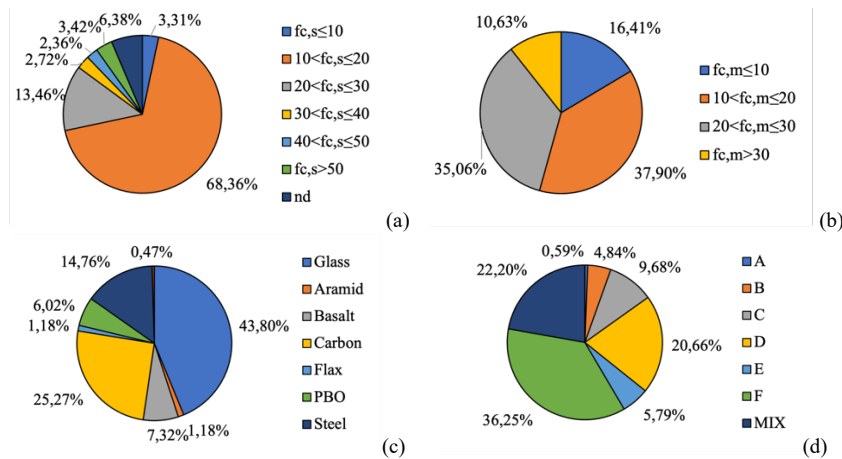 3,42%
6,38%
3,31%
2,36%
2,72%
13,46%
68,36%
fc,s≤10
10<fc,s≤20
20<fc,s≤30
30<fc,s≤40
40<fc,s≤50
fc,s>50
nd
(a)
10,63%
16,41%
35,06%
37,90%
fc,m≤10
10<fc,m≤20
20<fc,m≤30
fc,m>30
(b)
0,47%
14,76%
6,02%
1,18%
43,80%
25,27%
7,32%
1,18%
Glass
Aramid
Basalt
Carbon
Flax
PBO
Steel
(c)
0,59%
4,84%
22,20%
9,68%
20,66%
36,25%
5,79%
A
B
C
D
E
F
MIX
(d)